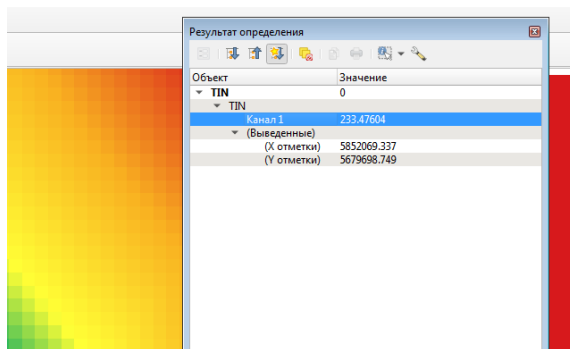 Результат определения
Объект Значение
TIN 0
TIN
Канал 1 233.47604
(Выведенные)
(X отметки) 5852069.337
(Y отметки) 5679698.749